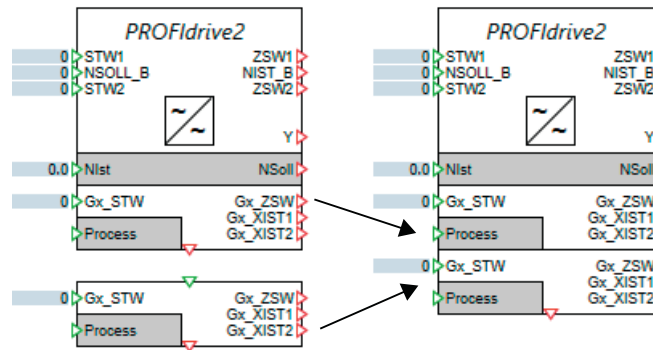 PROFIdrive2
0 STW1 ZSW1
0 NSOLL_B NIST_B
0 STW2 ZSW2
~
~
Y
0.0 NIst NSoll
0 Gx_STW Gx_ZSW
Gx_XIST1
Process Gx_XIST2
0 Gx_STW Gx_ZSW
Gx_XIST1
Process Gx_XIST2
PROFIdrive2
0 STW1 ZSW1
0 NSOLL_B NIST_B
0 STW2 ZSW2
~
~
Y
0.0 NIst NSoll
0 Gx_STW Gx_ZSW
Gx_XIST1
Process Gx_XIST2
0 Gx_STW Gx_ZSW
Gx_XIST1
Process Gx_XIST2